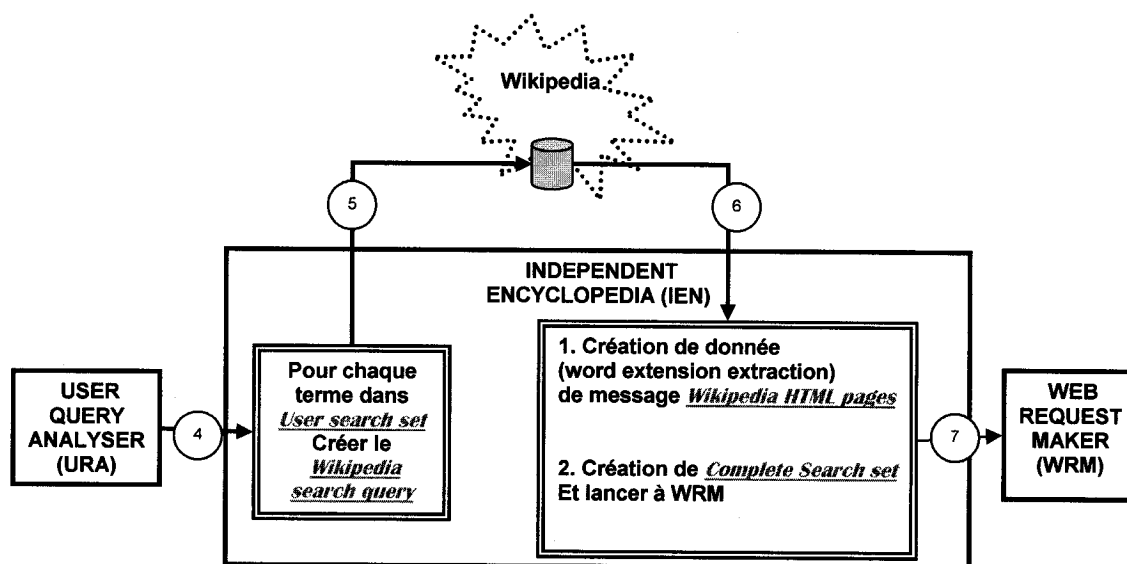 Wikipedia
5
6
INDEPENDENT
ENCYCLOPEDIA (IEN)
USER
QUERY
ANALYSER
(URA)
4
Pour chaque
terme dans
User search set
Créer le
Wikipedia
search query
1. Création de donnée
(word extension extraction)
de message Wikipedia HTML pages
2. Création de Complete Search set
Et lancer à WRM
7
WEB
REQUEST
MAKER
(WRM)